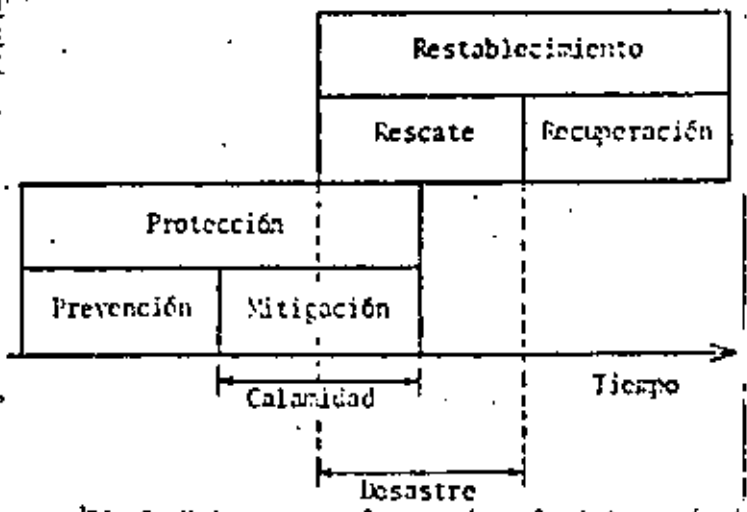 Restablecimiento
Rescate Recuperación
Protección
Prevención Mitigación
Tiempo
Calamidad
Desastre